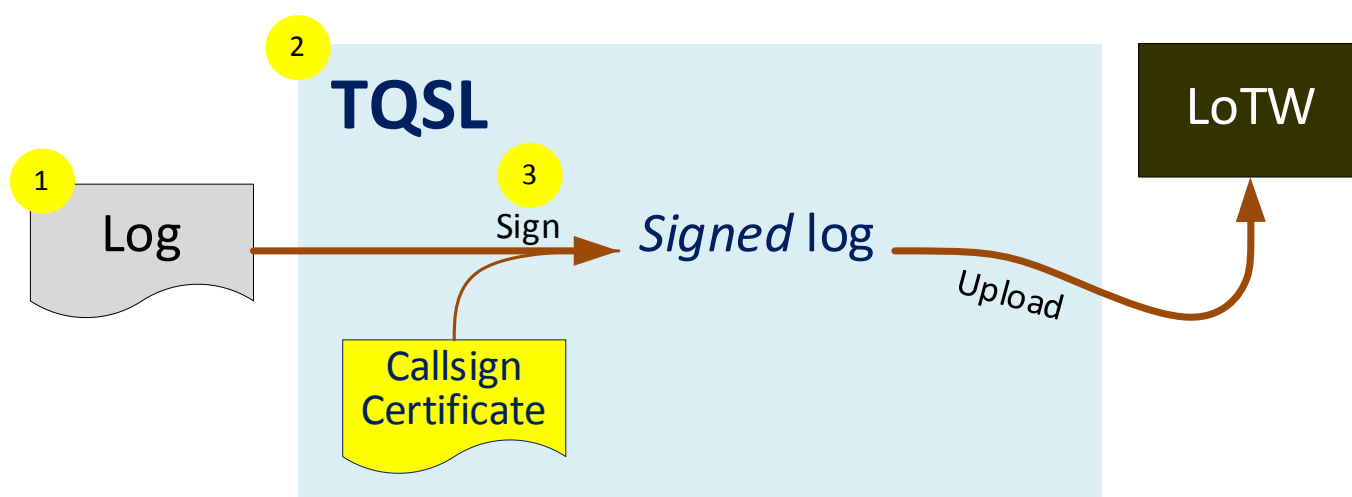 1
Log
2
TQSL
3
Sign
Callsign
Certificate
Signed log
Upload
LoTW